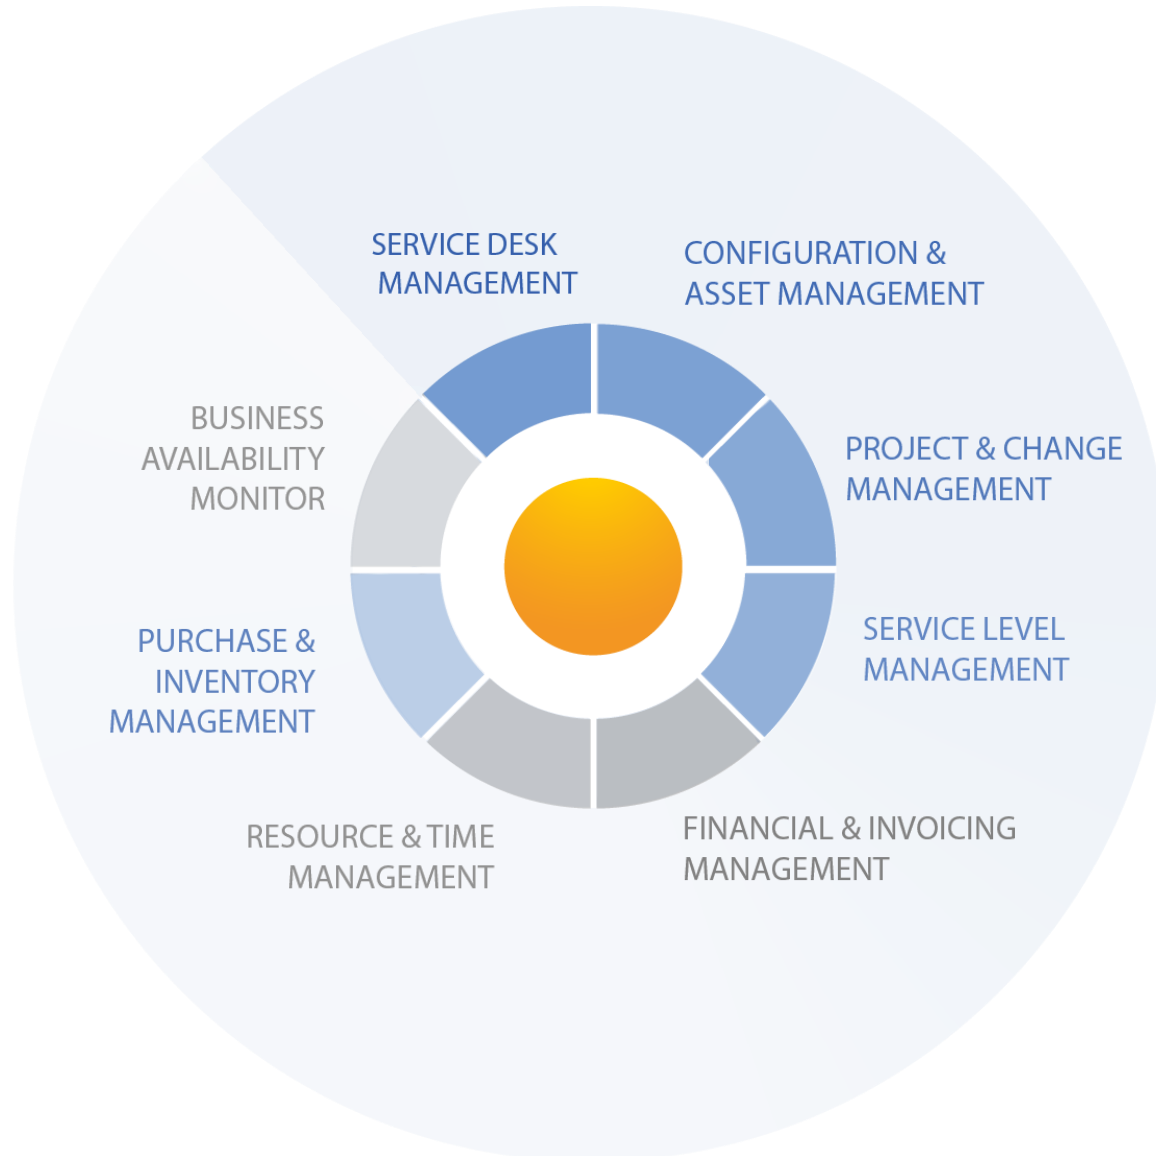 SERVICE DESK
MANAGEMENT
CONFIGURATION &
ASSET MANAGEMENT
PROJECT & CHANGE
MANAGEMENT
SERVICE LEVEL
MANAGEMENT
FINANCIAL & INVOICING
MANAGEMENT
RESOURCE & TIME
MANAGEMENT
PURCHASE &
INVENTORY
MANAGEMENT
BUSINESS
AVAILABILITY
MONITOR